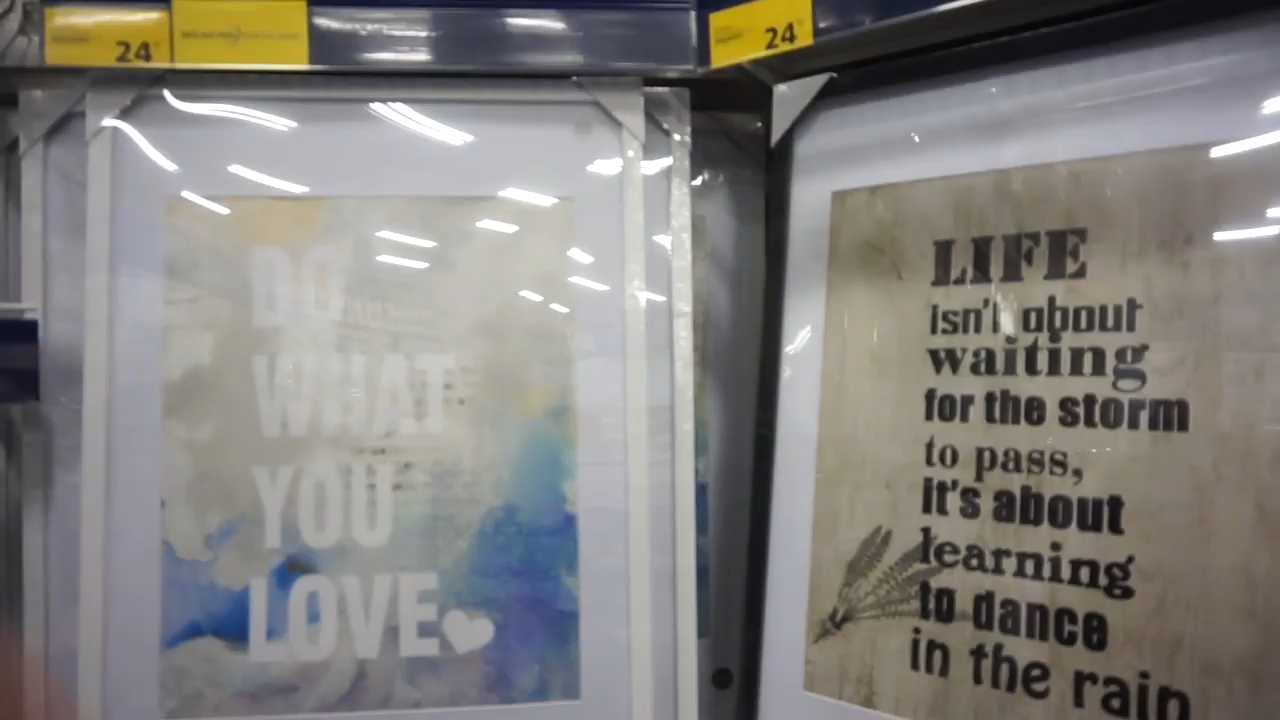 24
24
DO
WHAT
YOU
LOVE
LIFE
isn't about
waiting
for the storm
to pass,
it's about
learning
to dance
in the rain